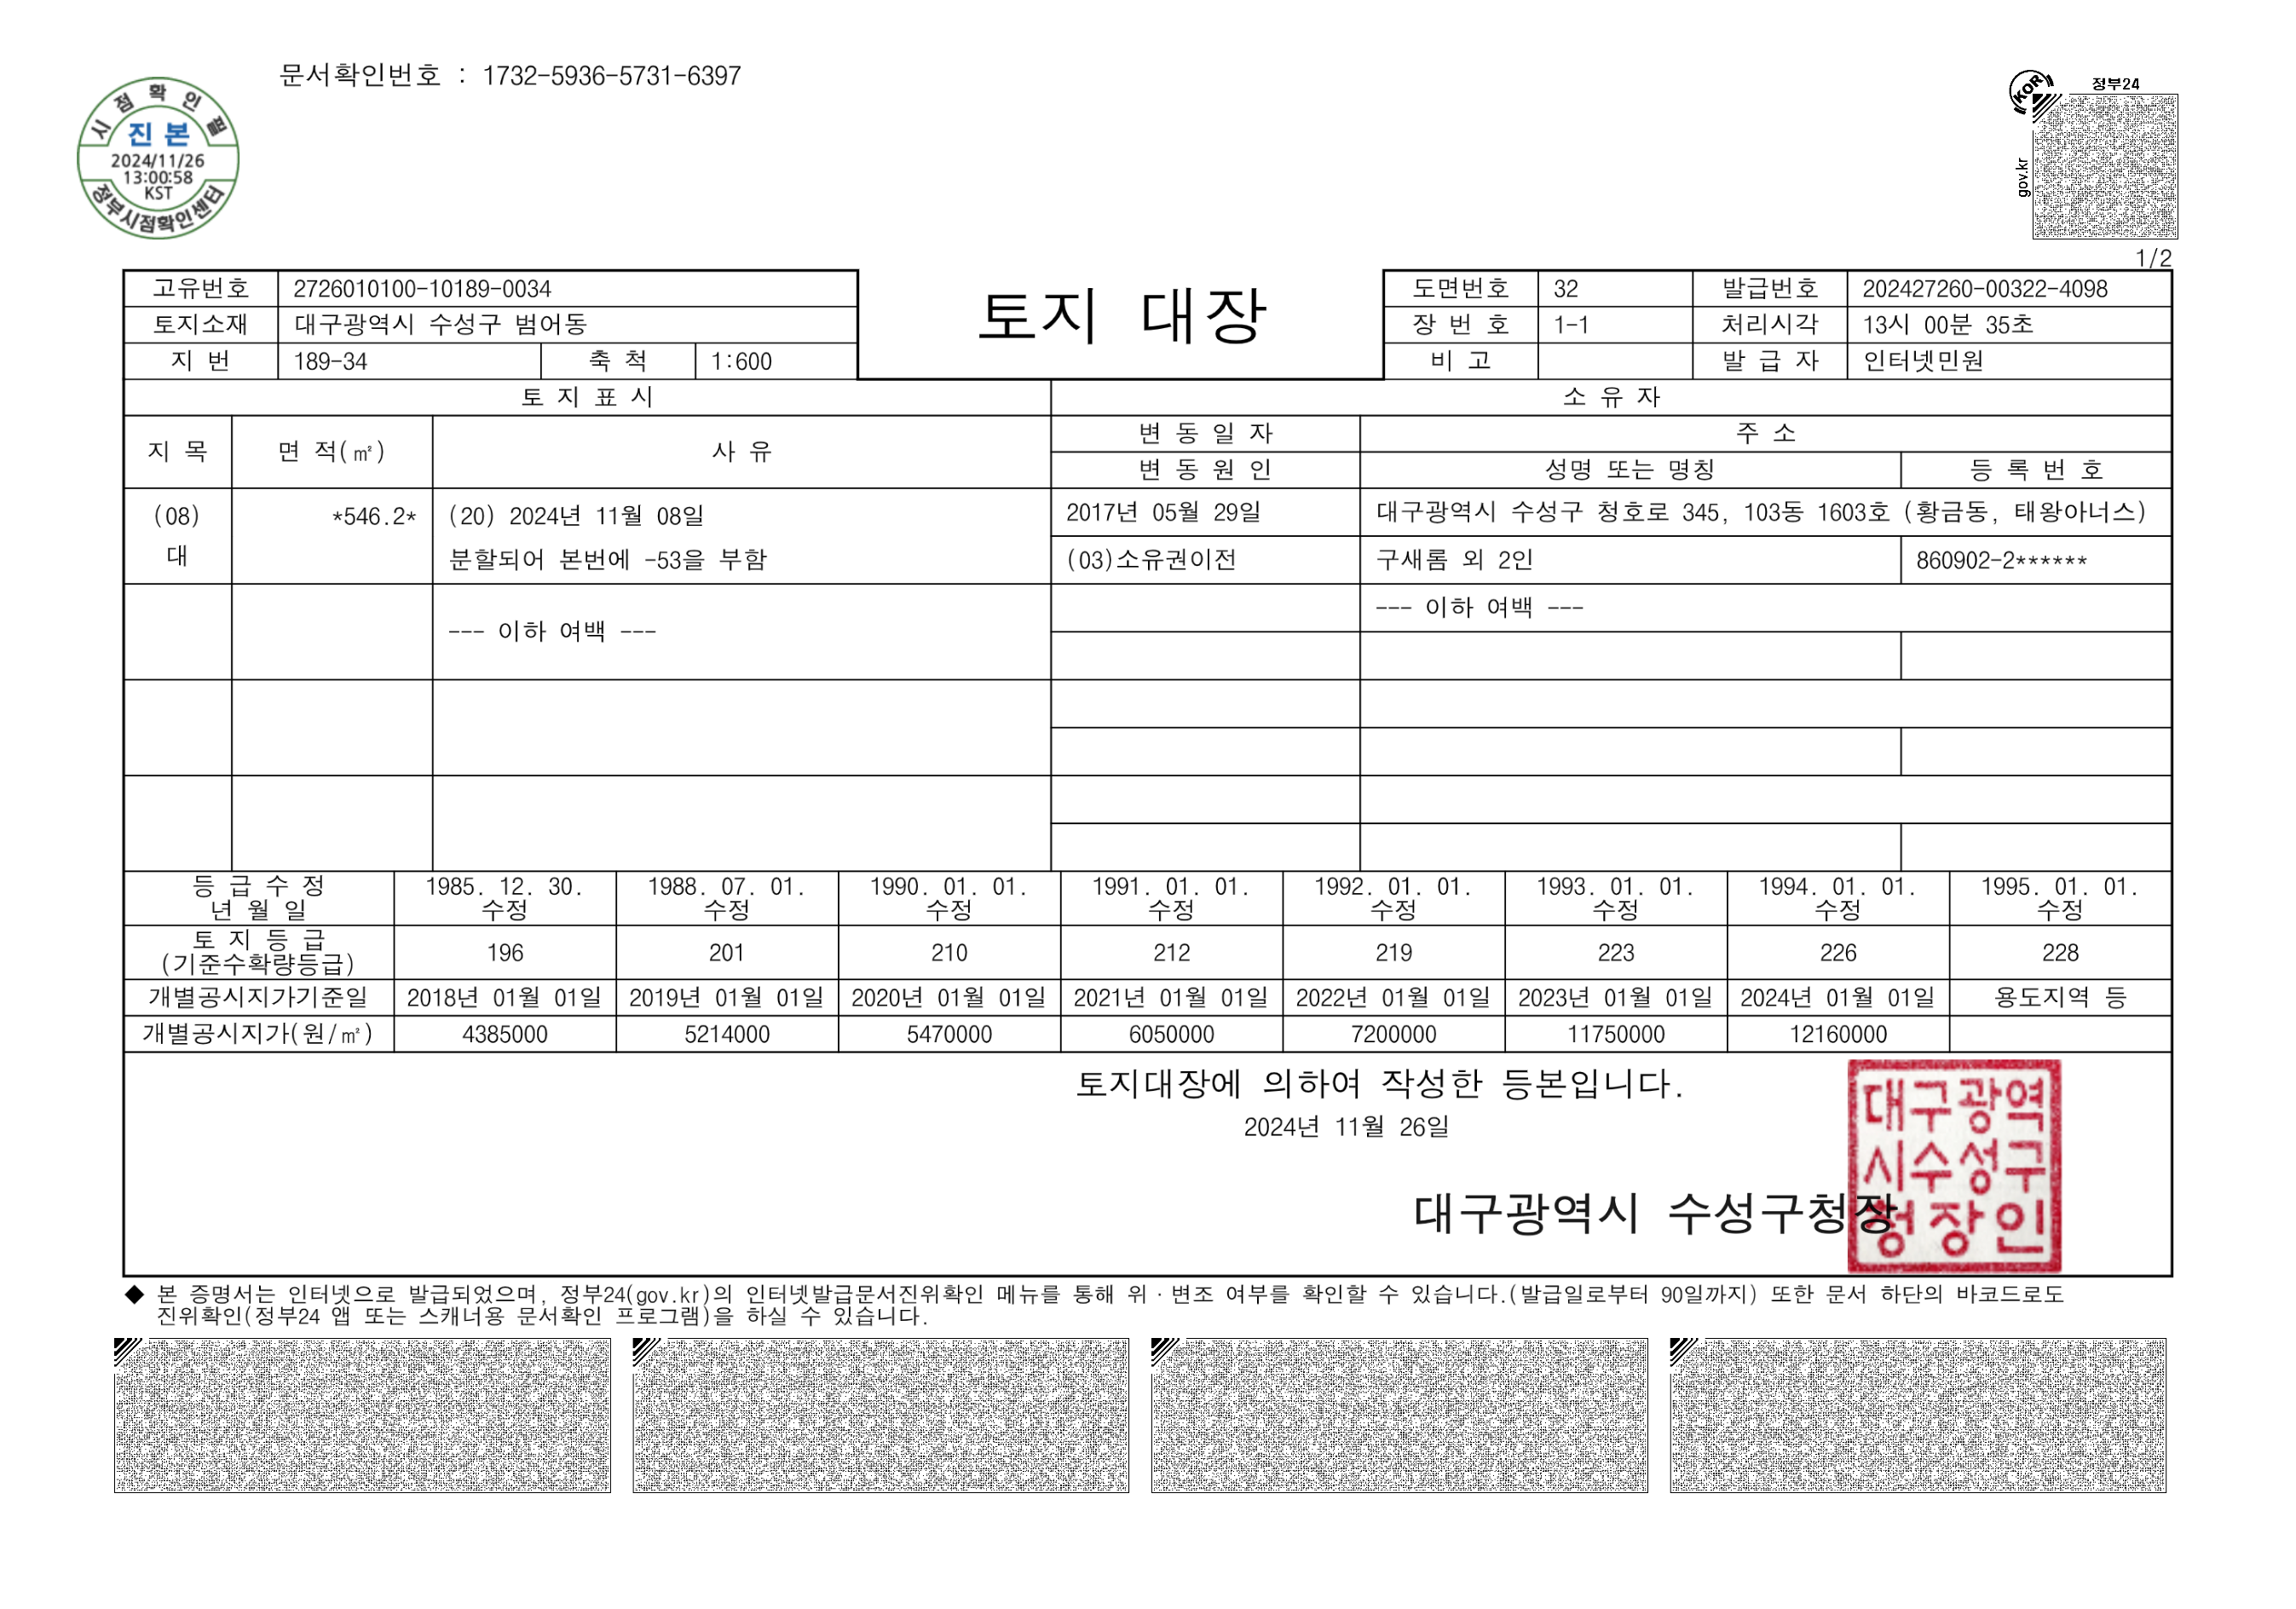 문서확인번호 : 1732-5936-5731-6397
시점확인필
진본
2024/11/26
13:00:58
KST
정부시점확인센터
KOR
정부24
gov.kr
1/2
고유번호 2726010100-10189-0034
토지소재 대구광역시 수성구 범어동
지 번 189-34 축 척 1:600
토지 대장
도면번호 32 발급번호 202427260-00322-4098
장 번 호 1-1 처리시각 13시 00분 35초
비 고 발 급 자 인터넷민원
토 지 표 시 소 유 자
지 목 면 적(㎡) 사 유
변 동 일 자 주 소
변 동 원 인 성명 또는 명칭 등 록 번 호
(08) *546.2* (20) 2024년 11월 08일
대 분할되어 본번에 -53을 부함
2017년 05월 29일 대구광역시 수성구 청호로 345, 103동 1603호 (황금동, 태왕아너스)
(03)소유권이전 구새롬 외 2인 860902-2******
--- 이하 여백 ---
--- 이하 여백 ---
등 급 수 정
년 월 일
1985. 12. 30. 1988. 07. 01. 1990. 01. 01. 1991. 01. 01. 1992. 01. 01. 1993. 01. 01. 1994. 01. 01. 1995. 01. 01.
수정 수정 수정 수정 수정 수정 수정 수정
토 지 등 급
(기준수확량등급)
196 201 210 212 219 223 226 228
개별공시지가기준일 2018년 01월 01일 2019년 01월 01일 2020년 01월 01일 2021년 01월 01일 2022년 01월 01일 2023년 01월 01일 2024년 01월 01일 용도지역 등
개별공시지가(원/㎡) 4385000 5214000 5470000 6050000 7200000 11750000 12160000
토지대장에 의하여 작성한 등본입니다.
2024년 11월 26일
대구광역시 수성구청장
대구광역
시수성구
청장인
◆ 본 증명서는 인터넷으로 발급되었으며, 정부24(gov.kr)의 인터넷발급문서진위확인 메뉴를 통해 위·변조 여부를 확인할 수 있습니다.(발급일로부터 90일까지) 또한 문서 하단의 바코드로도
진위확인(정부24 앱 또는 스캐너용 문서확인 프로그램)을 하실 수 있습니다.